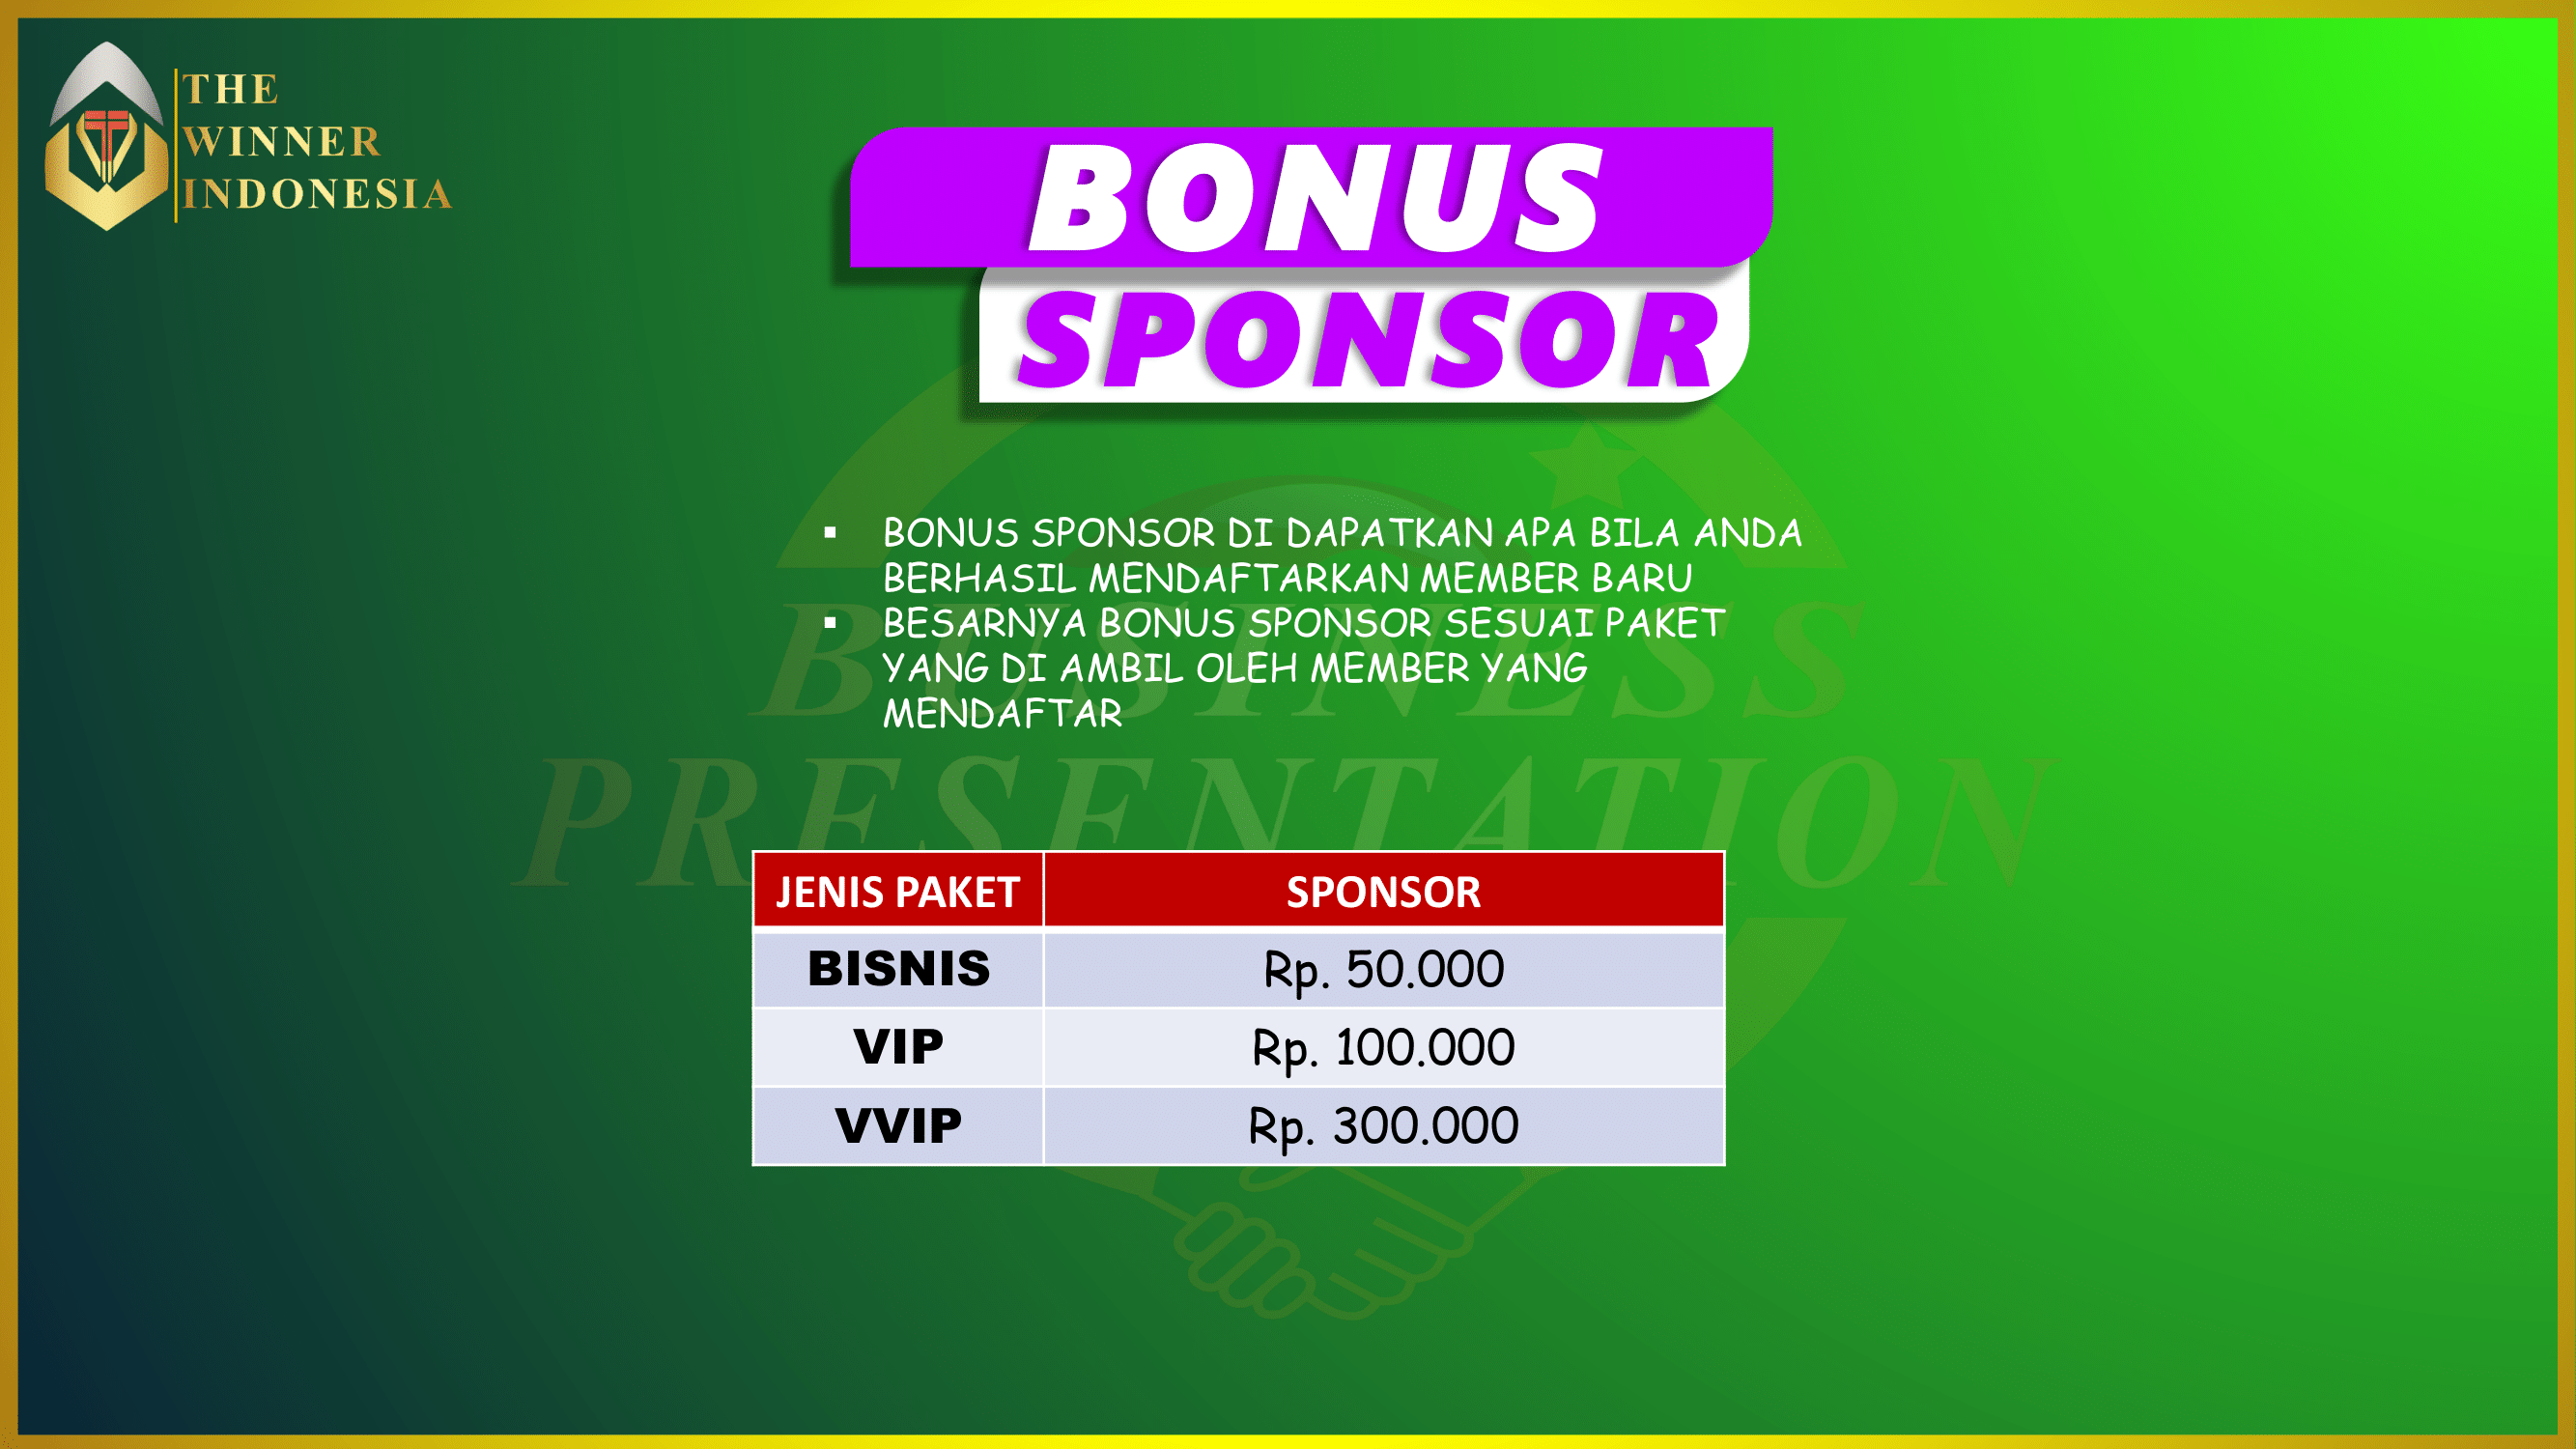 THE
WINNER
INDONESIA
BONUS
SPONSOR
▪ BONUS SPONSOR DI DAPATKAN APA BILA ANDA
BERHASIL MENDAFTARKAN MEMBER BARU
▪ BESARNYA BONUS SPONSOR SESUAI PAKET
YANG DI AMBIL OLEH MEMBER YANG
MENDAFTAR
BUSINESS
PRESENTATION
JENIS PAKET SPONSOR
BISNIS Rp. 50.000
VIP Rp. 100.000
VVIP Rp. 300.000